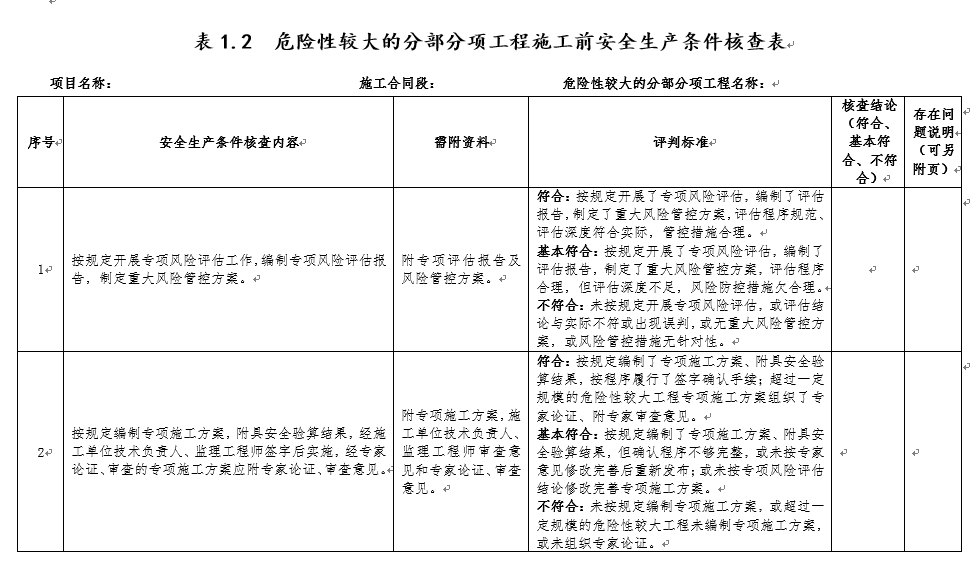 表 1.2 危险性较大的分部分项工程施工前安全生产条件核查表
项目名称： 施工合同段： 危险性较大的分部分项工程名称：
序号
安全生产条件核查内容
需附资料
评判标准
核查结论
（符合、
基本符
合、不符
合）
存在问
题说明
（可另
附页）
1
按规定开展专项风险评估工作，编制专项风险评估报
告，制定重大风险管控方案。
附专项评估报告及
风险管控方案。
符合：按规定开展了专项风险评估，编制了评估
报告，制定了重大风险管控方案，评估程序规范、
评估深度符合实际，管控措施合理。
基本符合：按规定开展了专项风险评估，编制了
评估报告，制定了重大风险管控方案，评估程序
合理，但评估深度不足，风险防控措施欠合理。
不符合：未按规定开展专项风险评估，或评估结
论与实际不符或出现误判，或无重大风险管控方
案，或风险管控措施无针对性。
2
按规定编制专项施工方案，附具安全验算结果，经施
工单位技术负责人、监理工程师签字后实施，经专家
论证、审查的专项施工方案应附专家论证、审查意见。
附专项施工方案，施
工单位技术负责人、
监理工程师审查意
见和专家论证、审查
意见。
符合：按规定编制了专项施工方案、附具安全验
算结果，按程序履行了签字确认手续；超过一定
规模的危险性较大工程专项施工方案组织了专
家论证、附专家审查意见。
基本符合：按规定编制了专项施工方案、附具安
全验算结果，但确认程序不够完整，或未按专家
意见修改完善后重新发布；或未按专项风险评估
结论修改完善专项施工方案。
不符合：未按规定编制专项施工方案，或超过一
定规模的危险性较大工程未编制专项施工方案，
或未组织专家论证。